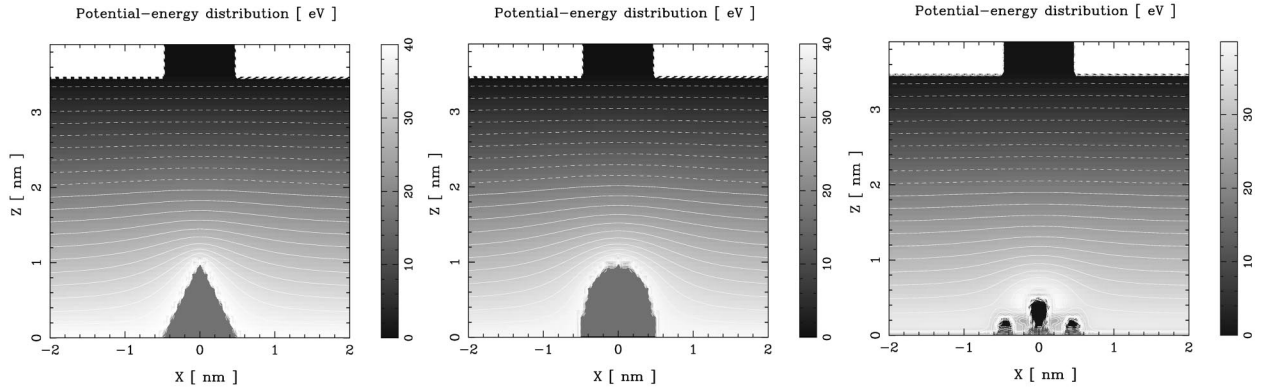 Potential-energy distribution [ eV ] Potential-energy distribution [ eV ] Potential-energy distribution [ eV ]
40 40
3 3 3
30 30 30
Z [ nm ] Z [ nm ] Z [ nm ]
2 20 2 20 2 20
1 10 1 10 1 10
0 0 0 0 0 0
-2 -1 0 1 2 -2 -1 0 1 2 -2 -1 0 1 2
X [ nm ] X [ nm ] X [ nm ]